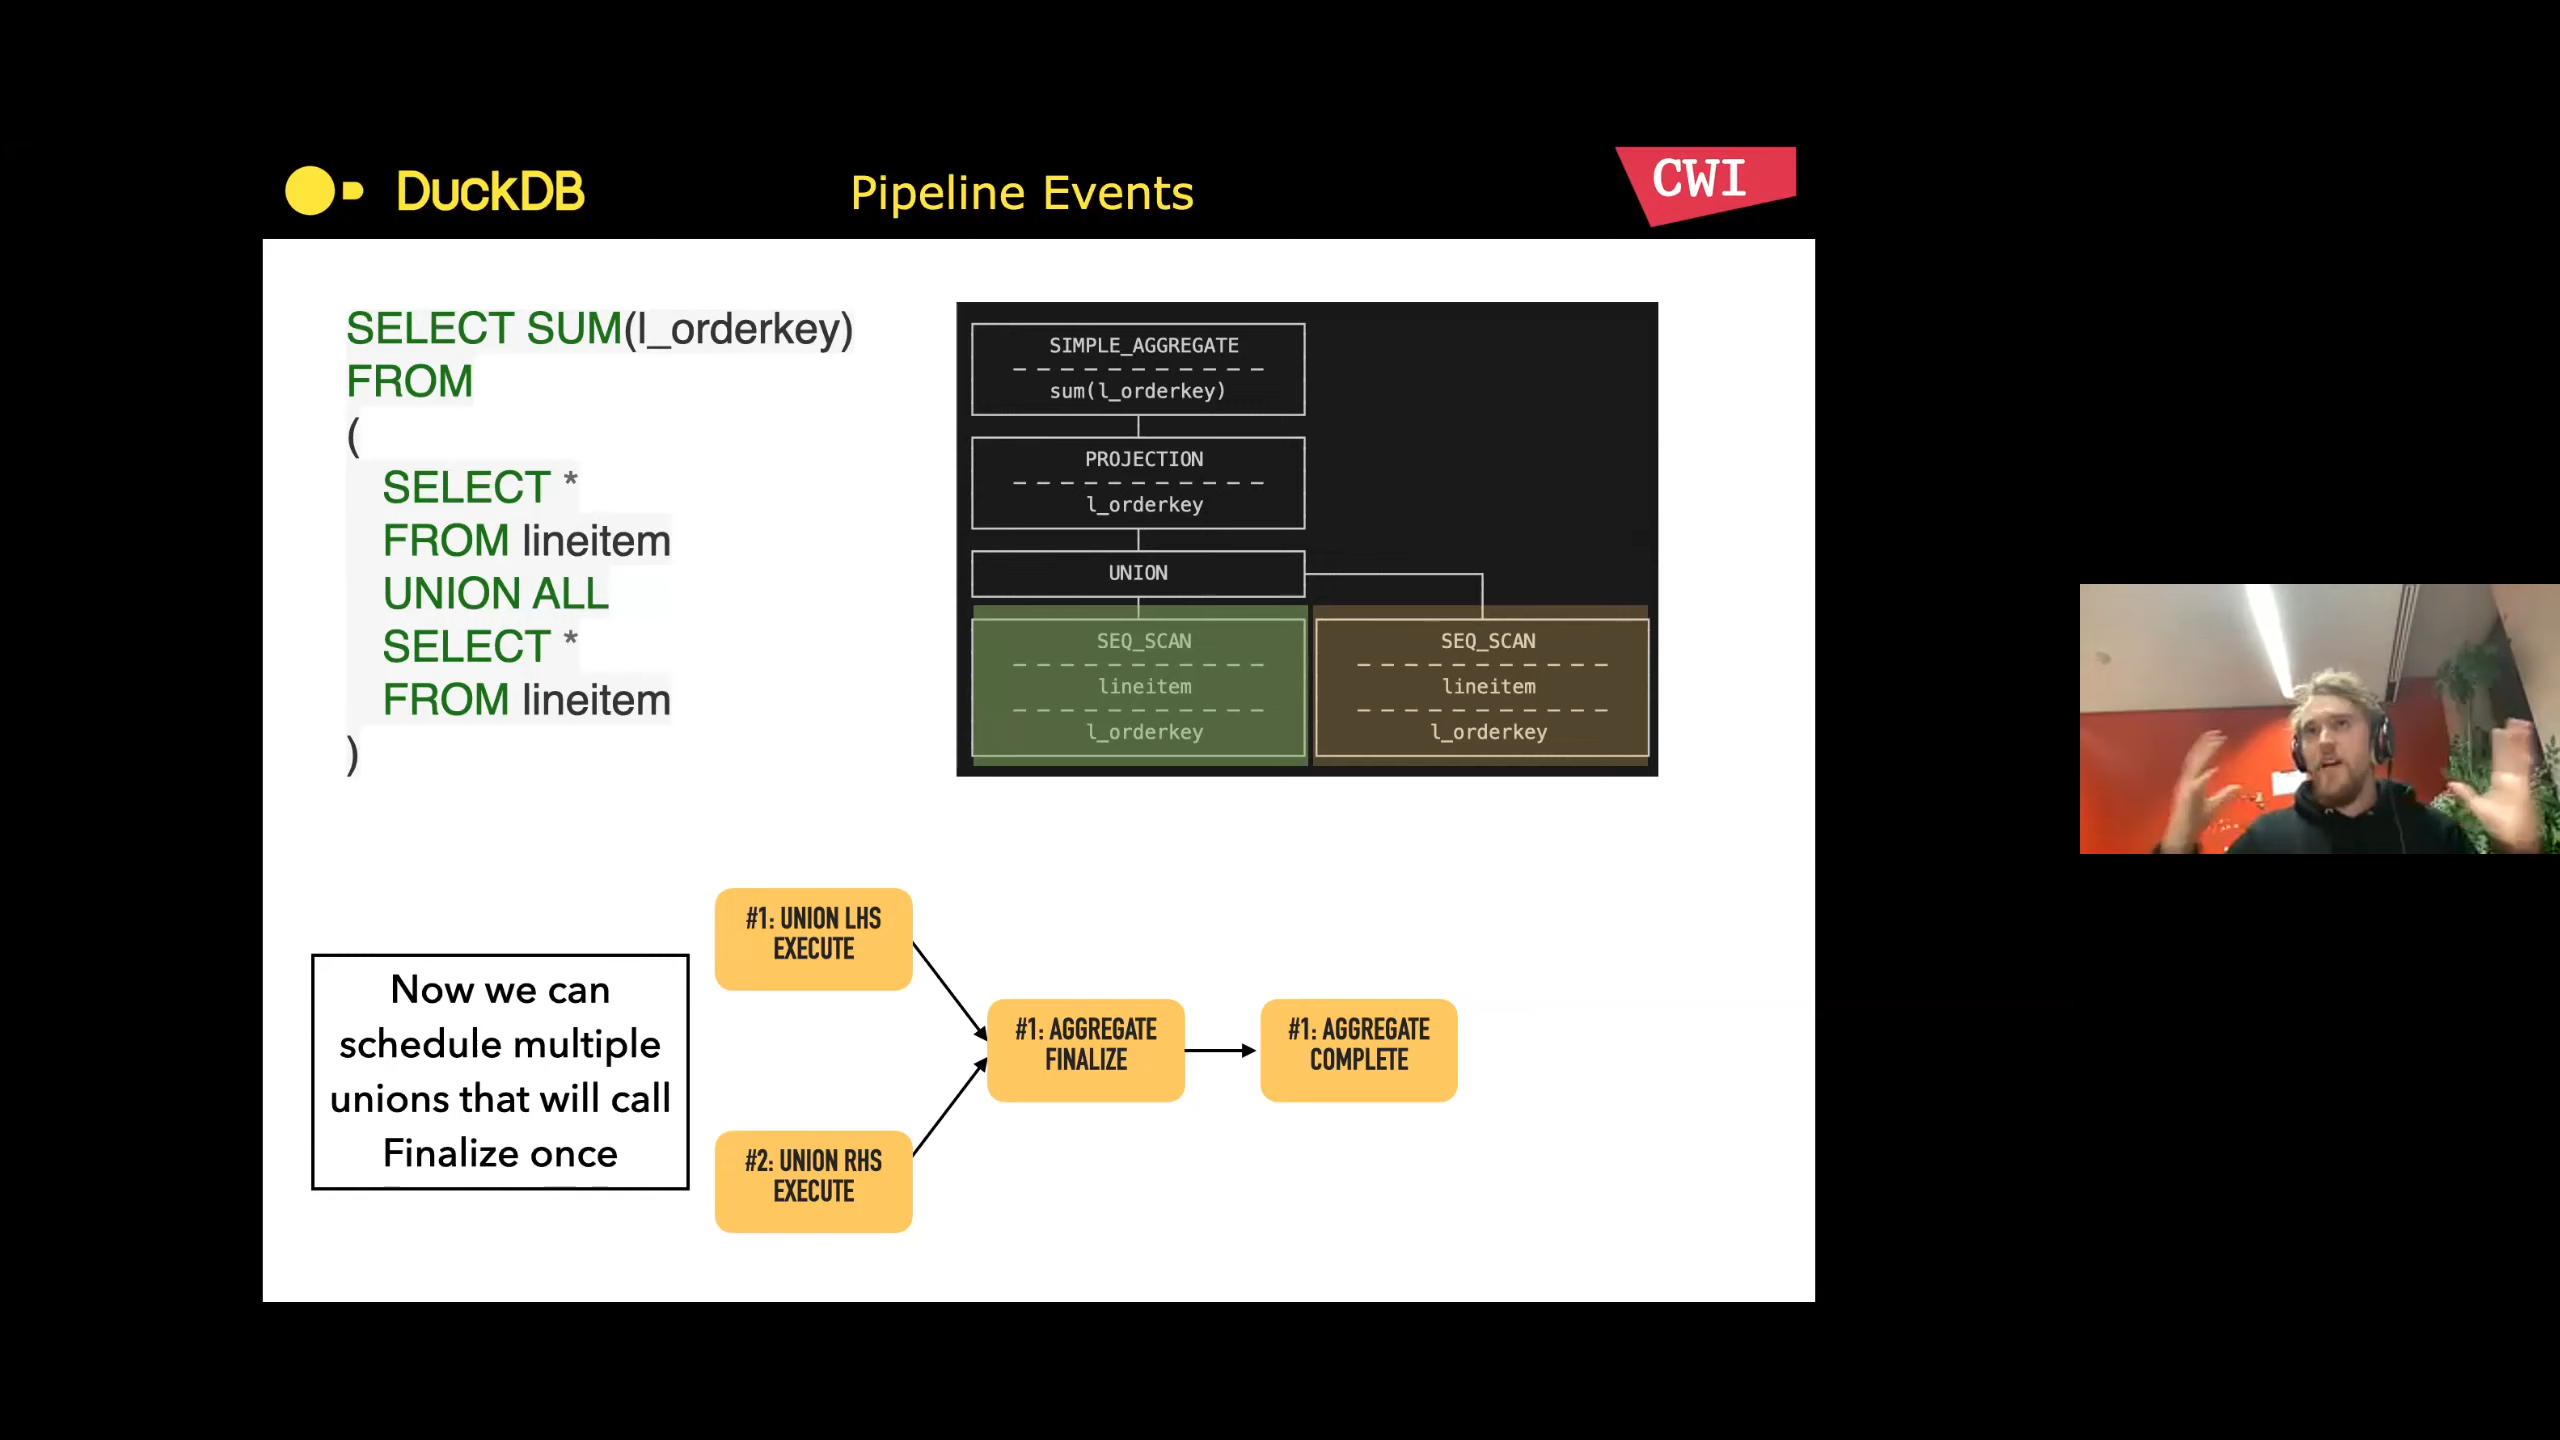 DuckDB
Pipeline Events
CWI
SELECT SUM(l_orderkey)
FROM
(
SELECT *
FROM lineitem
UNION ALL
SELECT *
FROM lineitem
)
SIMPLE_AGGREGATE
sum(l_orderkey)
PROJECTION
l_orderkey
UNION
SEQ_SCAN
lineitem
l_orderkey
SEQ_SCAN
lineitem
l_orderkey
Now we can
schedule multiple
unions that will call
Finalize once
#1: UNION LHS
EXECUTE
#2: UNION RHS
EXECUTE
#1: AGGREGATE
FINALIZE
#1: AGGREGATE
COMPLETE